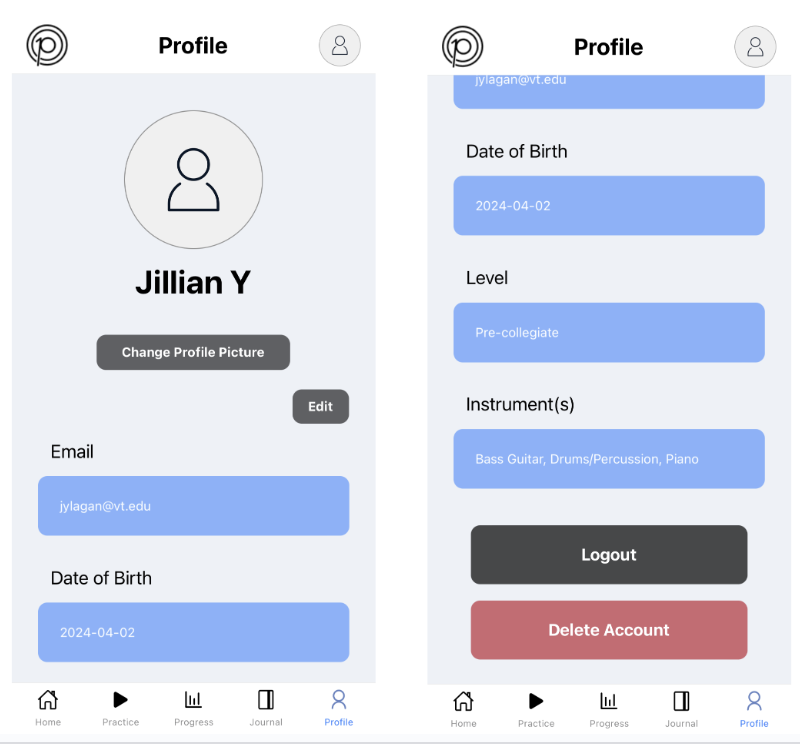 Profile
Jillian Y
Change Profile Picture
Edit
Email
jylagan@vt.edu
Date of Birth
2024-04-02
Home Practice Progress Journal Profile
Profile
jylagan@vt.edu
Date of Birth
2024-04-02
Level
Pre-collegiate
Instrument(s)
Bass Guitar, Drums/Percussion, Piano
Logout
Delete Account
Home Practice Progress Journal Profile